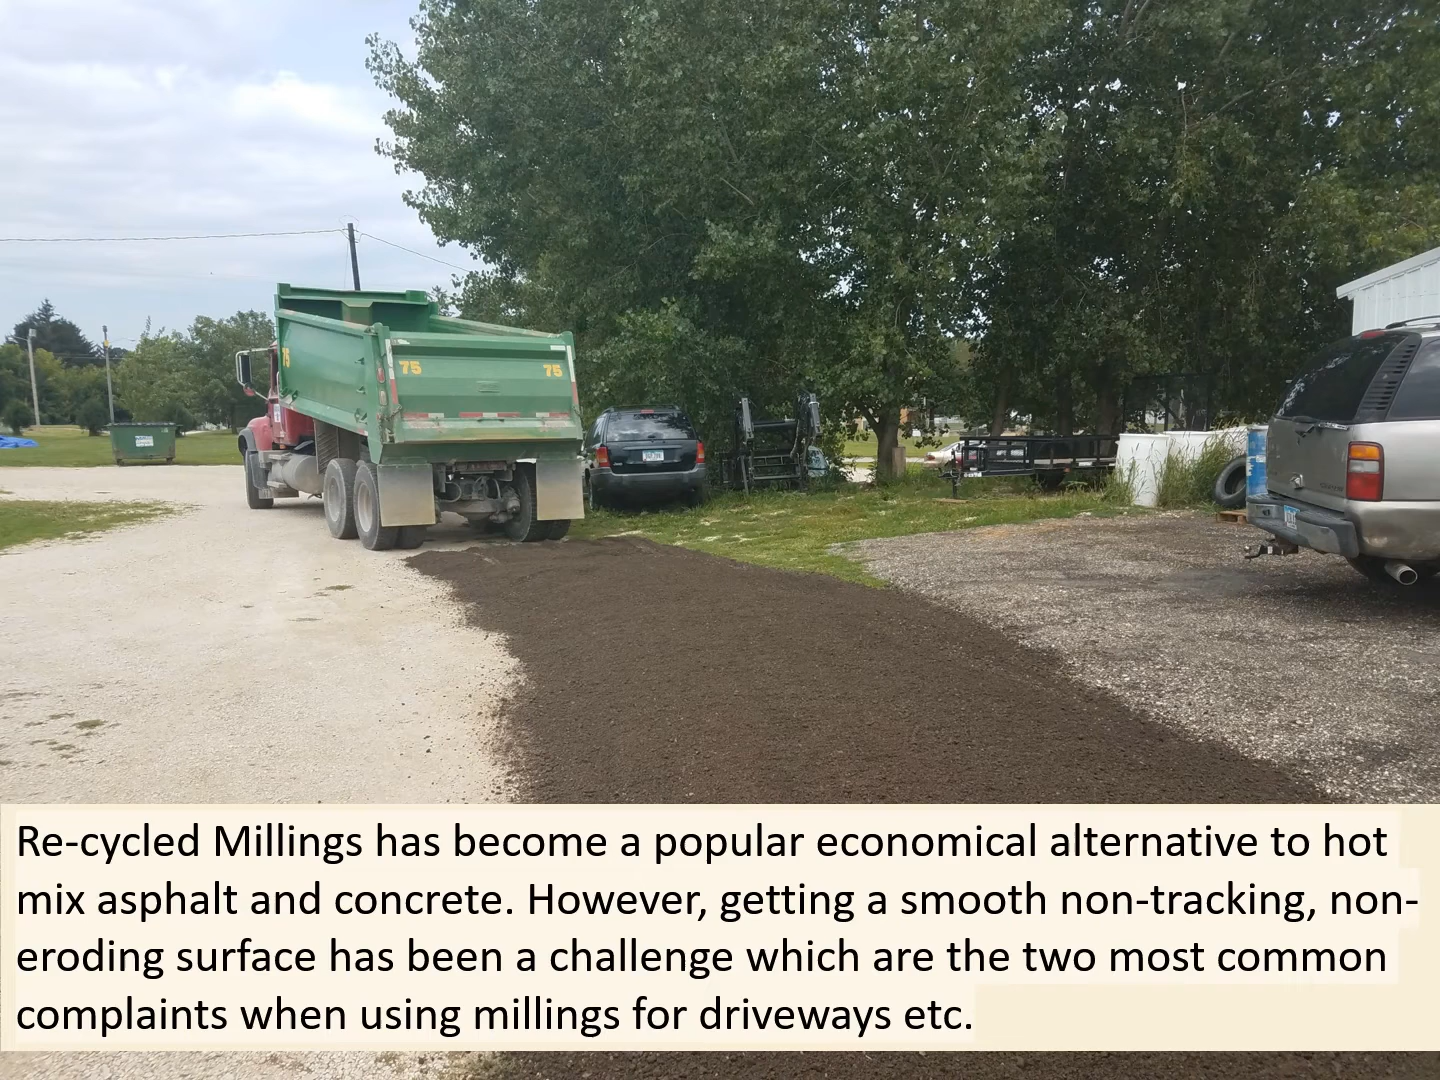 75
75
75
Re-cycled Millings has become a popular economical alternative to hot
mix asphalt and concrete. However, getting a smooth non-tracking, non-
eroding surface has been a challenge which are the two most common
complaints when using millings for driveways etc.